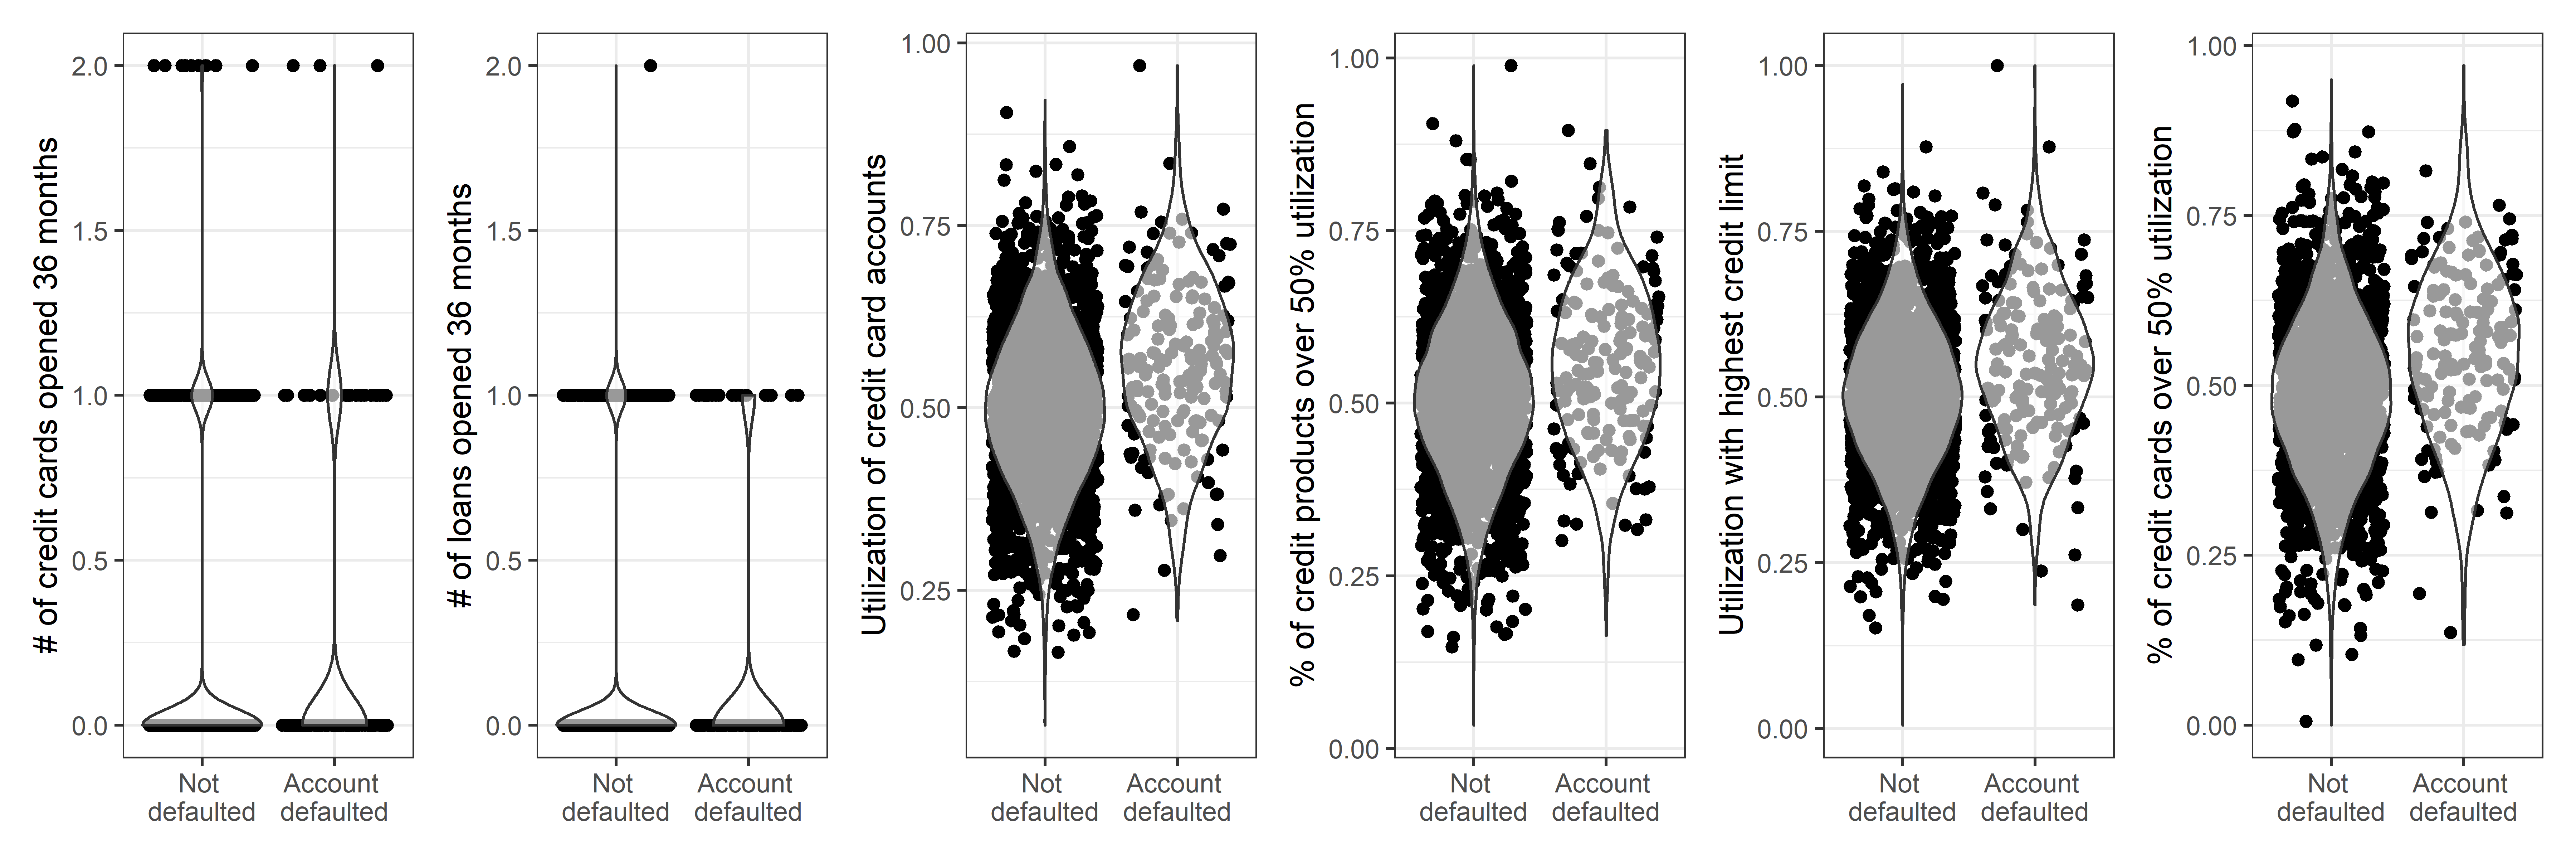 # of credit cards opened 36 months
2.0
1.5
1.0
0.5
0.0
Not
defaulted
Account
defaulted
# of loans opened 36 months
2.0
1.5
1.0
0.5
0.0
Not
defaulted
Account
defaulted
Utilization of credit card accounts
1.00
0.75
0.50
0.25
Not
defaulted
Account
defaulted
% of credit products over 50% utilization
1.00
0.75
0.50
0.25
0.00
Not
defaulted
Account
defaulted
Utilization with highest credit limit
1.00
0.75
0.50
0.25
0.00
Not
defaulted
Account
defaulted
% of credit cards over 50% utilization
1.00
0.75
0.50
0.25
0.00
Not
defaulted
Account
defaulted